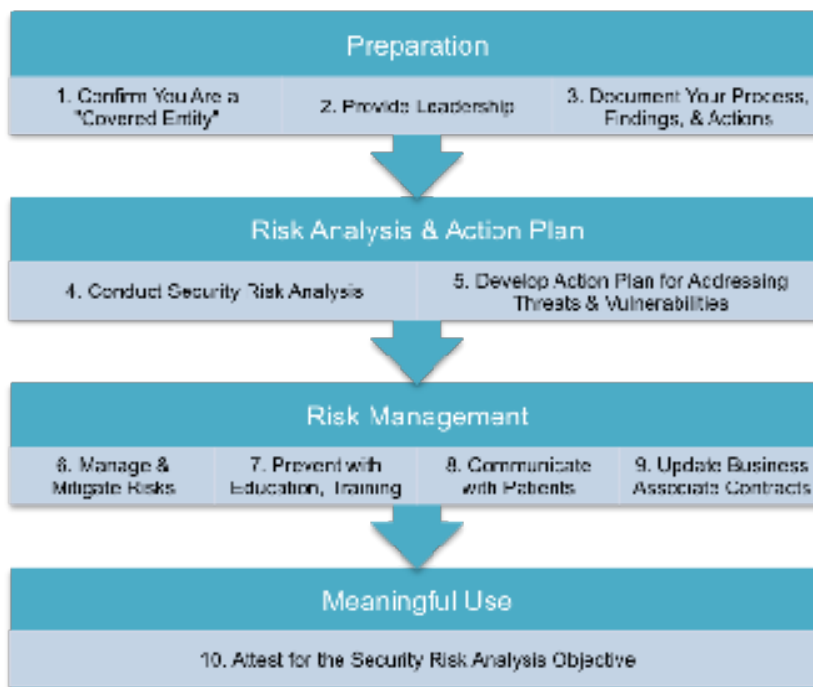 Preparation
1. Confirm You Are a
"Covered Entity"
2. Provide Leadership
3. Document Your Process,
Findings, & Actions
Risk Analysis & Action Plan
4. Conduct Security Risk Analysis
5. Develop Action Plan for Addressing
Threats & Vulnerabilities
Risk Management
6. Manage &
Mitigate Risks
7. Prevent with
Education, Training
8. Communicate
with Patients
9. Update Business
Associate Contracts
Meaningful Use
10. Attest for the Security Risk Analysis Objective